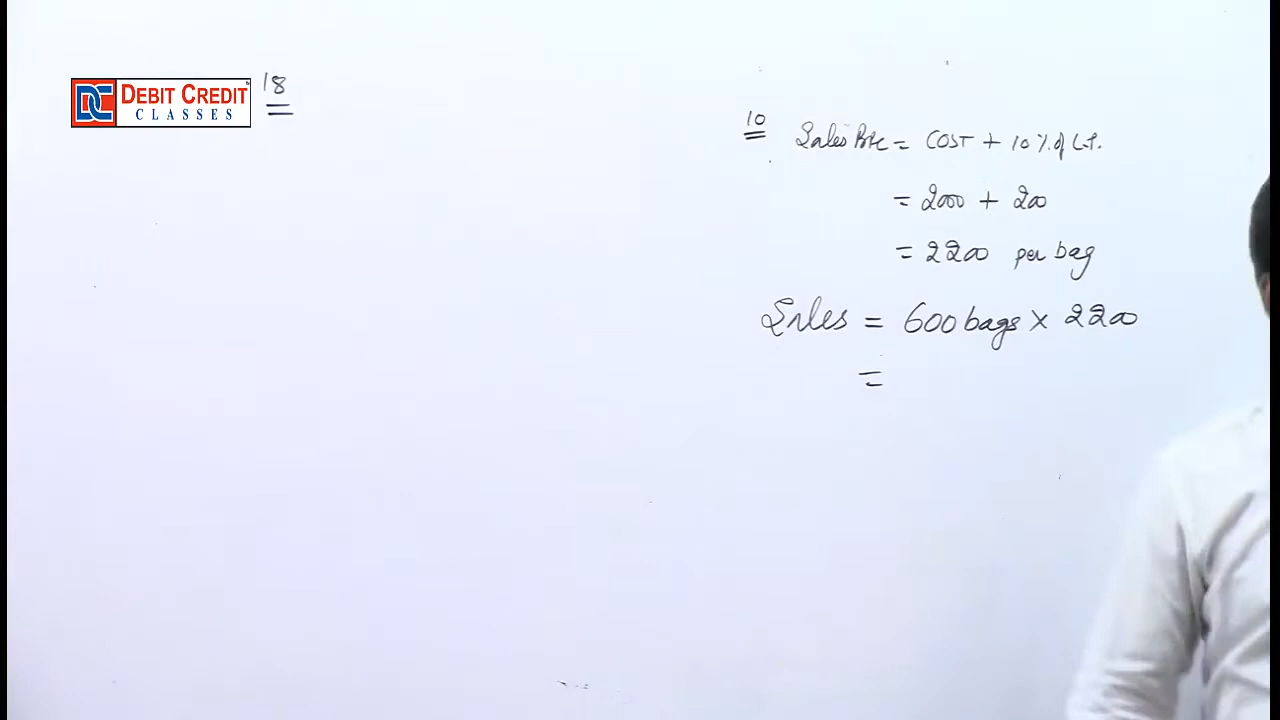 DEBIT CREDIT
CLASSES
18
10
Sales Price = COST + 10% of C.P.
= 2000 + 200
= 2200 per bag
Sales = 600 bags × 2200
=